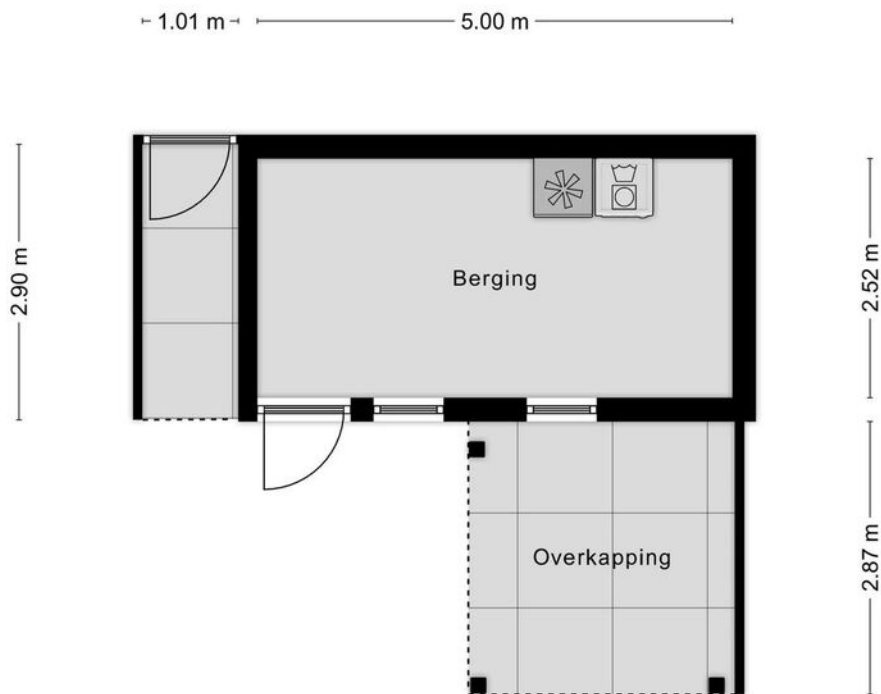 1.01 m
5.00 m
2.90 m
2.52 m
Berging
Overkapping
2.87 m